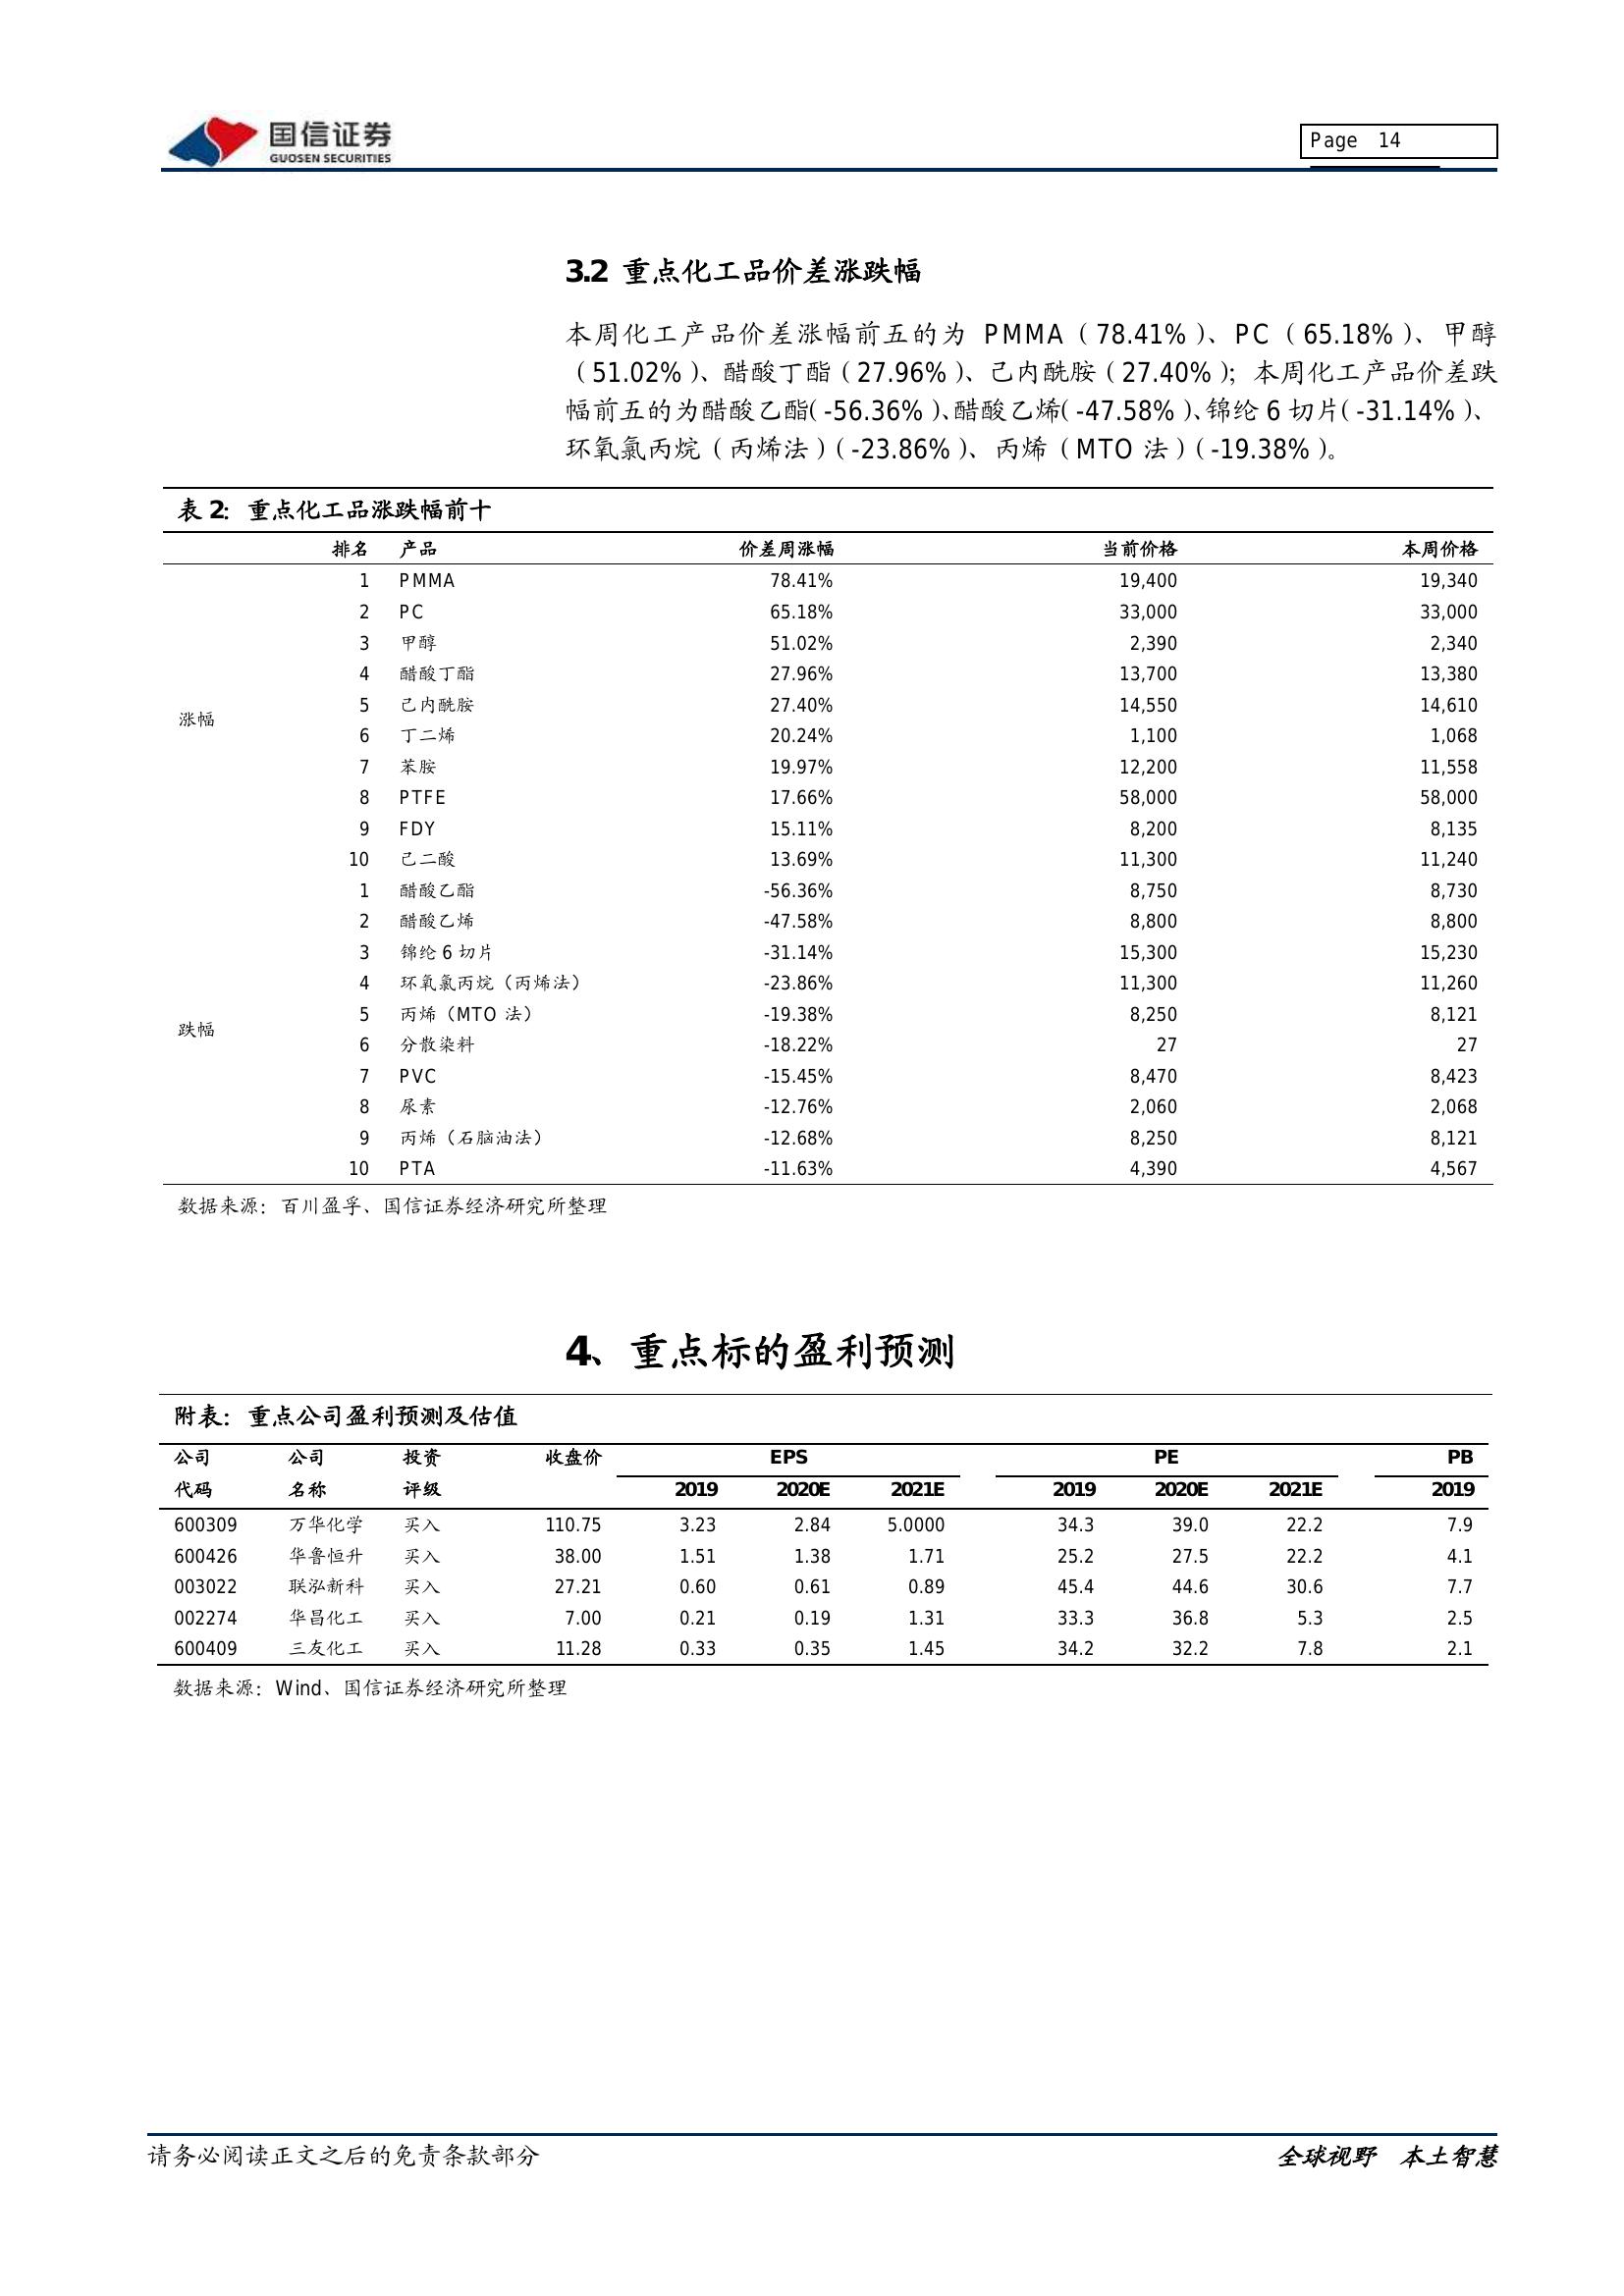 国信证券
GUOSEN SECURITIES
Page 14
3.2 重点化工品价差涨跌幅
本周化工产品价差涨幅前五的为 PMMA（78.41%）、PC（65.18%）、甲醇
（51.02%）、醋酸丁酯（27.96%）、己内酰胺（27.40%）；本周化工产品价差跌
幅前五的为醋酸乙酯（-56.36%）、醋酸乙烯（-47.58%）、锦纶 6 切片（-31.14%）、
环氧氯丙烷（丙烯法）（-23.86%）、丙烯（MTO 法）（-19.38%）。
表 2：重点化工品涨跌幅前十
排名 产品 价差周涨幅 当前价格 本周价格
1 PMMA 78.41% 19,400 19,340
2 PC 65.18% 33,000 33,000
3 甲醇 51.02% 2,390 2,340
4 醋酸丁酯 27.96% 13,700 13,380
5 己内酰胺 27.40% 14,550 14,610
涨幅
6 丁二烯 20.24% 1,100 1,068
7 苯胺 19.97% 12,200 11,558
8 PTFE 17.66% 58,000 58,000
9 FDY 15.11% 8,200 8,135
10 己二酸 13.69% 11,300 11,240
1 醋酸乙酯 -56.36% 8,750 8,730
2 醋酸乙烯 -47.58% 8,800 8,800
3 锦纶 6 切片 -31.14% 15,300 15,230
4 环氧氯丙烷（丙烯法） -23.86% 11,300 11,260
5 丙烯（MTO 法） -19.38% 8,250 8,121
跌幅
6 分散染料 -18.22% 27 27
7 PVC -15.45% 8,470 8,423
8 尿素 -12.76% 2,060 2,068
9 丙烯（石脑油法） -12.68% 8,250 8,121
10 PTA -11.63% 4,390 4,567
数据来源：百川盈孚、国信证券经济研究所整理
4、重点标的盈利预测
附表：重点公司盈利预测及估值
公司 公司 投资 收盘价 EPS PE PB
代码 名称 评级 2019 2020E 2021E 2019 2020E 2021E 2019
600309 万华化学 买入 110.75 3.23 2.84 5.0000 34.3 39.0 22.2 7.9
600426 华鲁恒升 买入 38.00 1.51 1.38 1.71 25.2 27.5 22.2 4.1
003022 联泓新科 买入 27.21 0.60 0.61 0.89 45.4 44.6 30.6 7.7
002274 华昌化工 买入 7.00 0.21 0.19 1.31 33.3 36.8 5.3 2.5
600409 三友化工 买入 11.28 0.33 0.35 1.45 34.2 32.2 7.8 2.1
数据来源：Wind、国信证券经济研究所整理
请务必阅读正文之后的免责条款部分
全球视野 本土智慧